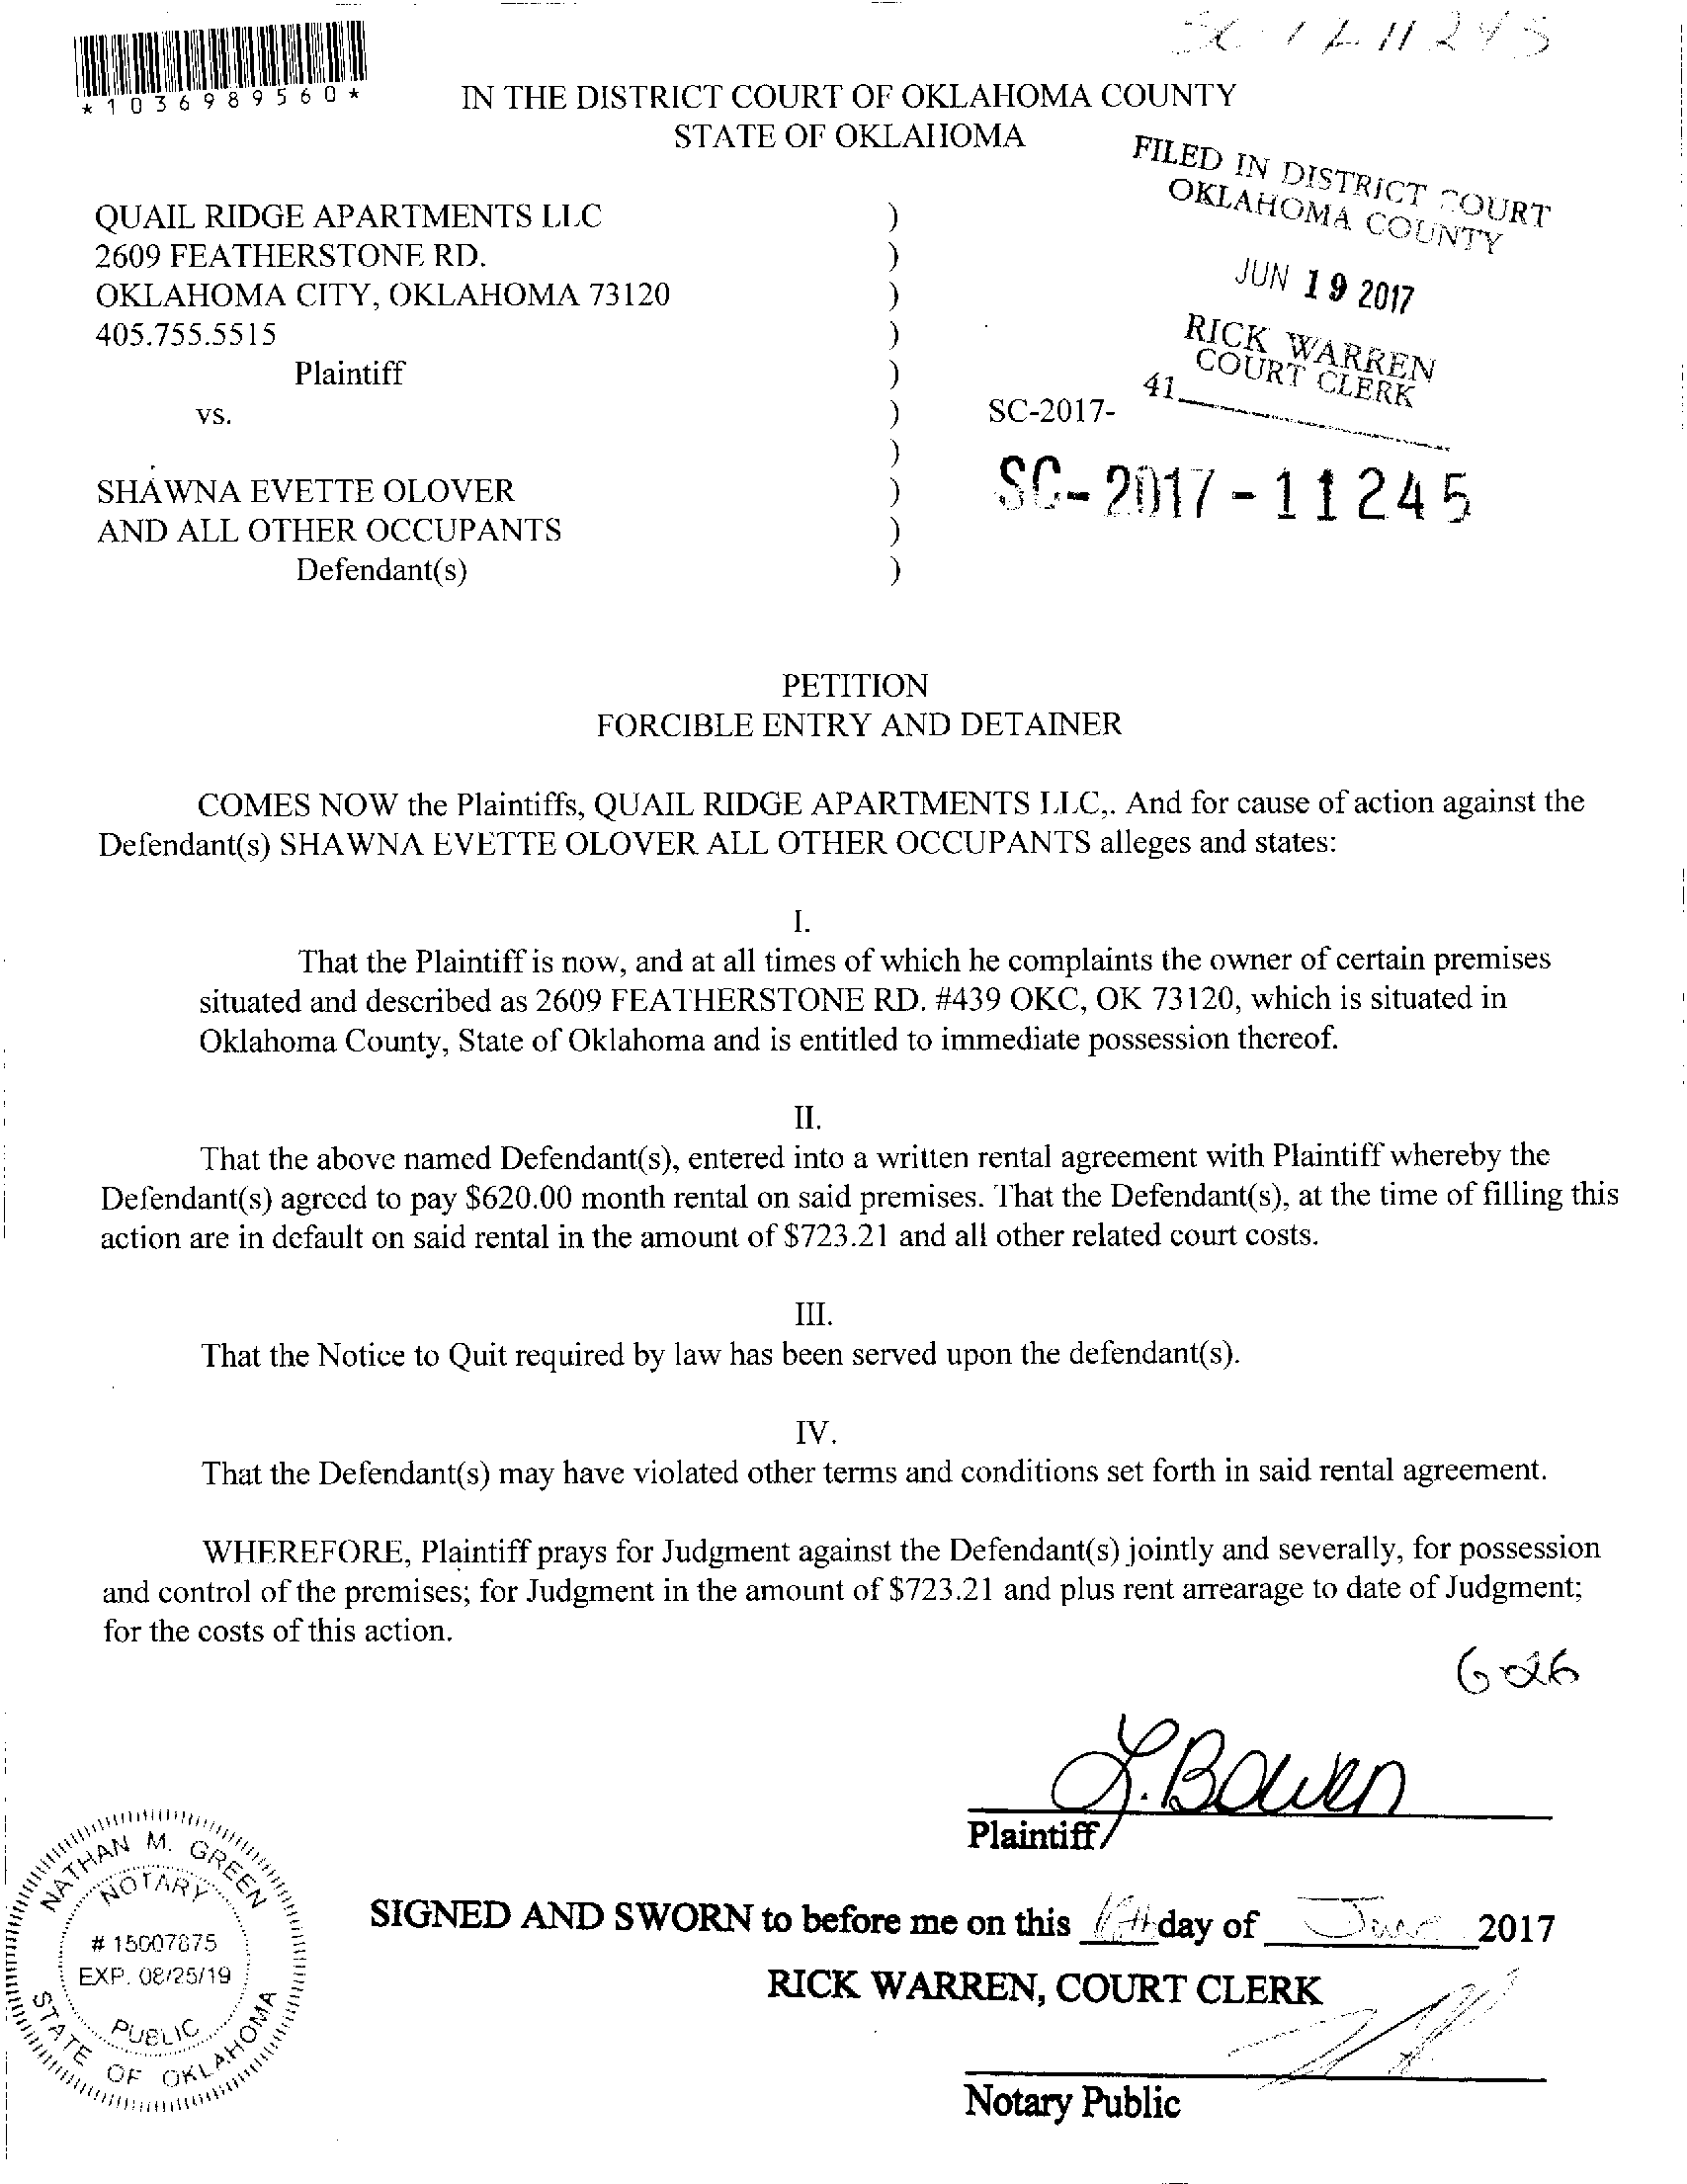 *1036989560*
IN THE DISTRICT COURT OF OKLAHOMA COUNTY
STATE OF OKLAHOMA
FILED IN DISTRICT COURT
OKLAHOMA COUNTY
JUN 19 2017
RICK WARREN
COURT CLERK
41
QUAIL RIDGE APARTMENTS LLC )
2609 FEATHERSTONE RD. )
OKLAHOMA CITY, OKLAHOMA 73120 )
405.755.5515 )
Plaintiff )
vs. ) SC-2017-
)
SHAWNA EVETTE OLOVER ) SC-2017-11245
AND ALL OTHER OCCUPANTS )
Defendant(s) )
PETITION
FORCIBLE ENTRY AND DETAINER
COMES NOW the Plaintiffs, QUAIL RIDGE APARTMENTS LLC,. And for cause of action against the
Defendant(s) SHAWNA EVETTE OLOVER ALL OTHER OCCUPANTS alleges and states:
I.
That the Plaintiff is now, and at all times of which he complaints the owner of certain premises
situated and described as 2609 FEATHERSTONE RD. #439 OKC, OK 73120, which is situated in
Oklahoma County, State of Oklahoma and is entitled to immediate possession thereof.
II.
That the above named Defendant(s), entered into a written rental agreement with Plaintiff whereby the
Defendant(s) agreed to pay $620.00 month rental on said premises. That the Defendant(s), at the time of filling this
action are in default on said rental in the amount of $723.21 and all other related court costs.
III.
That the Notice to Quit required by law has been served upon the defendant(s).
IV.
That the Defendant(s) may have violated other terms and conditions set forth in said rental agreement.
WHEREFORE, Plaintiff prays for Judgment against the Defendant(s) jointly and severally, for possession
and control of the premises; for Judgment in the amount of $723.21 and plus rent arrearage to date of Judgment;
for the costs of this action.
6-26
L. Bowen
Plaintiff
NATHAN M. GREEN
NOTARY
# 15007675
EXP. 08/25/19
PUBLIC
STATE OF OKLAHOMA
SIGNED AND SWORN to before me on this day of June 2017
RICK WARREN, COURT CLERK
Notary Public